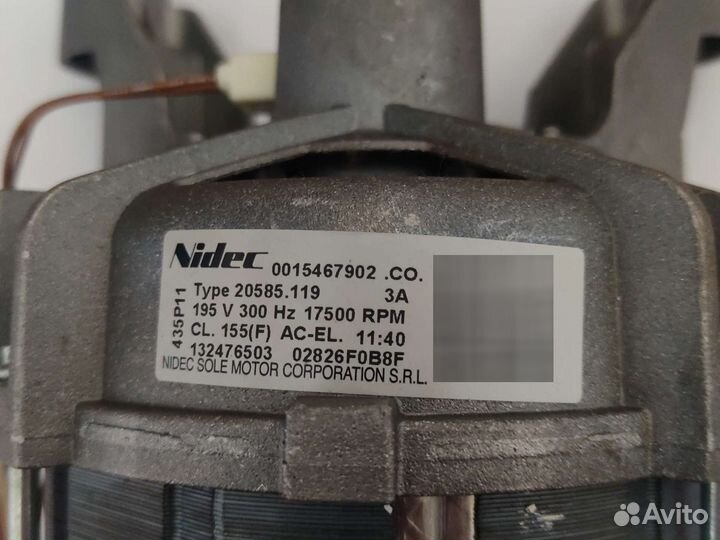 Nidec 0015467902 .CO.
Type 20585.119 3A
195 V 300 Hz 17500 RPM
CL. 155(F) AC-EL. 11:40
132476503 02826F0B8F
NIDEC SOLE MOTOR CORPORATION S.R.L.
435P11
Avito